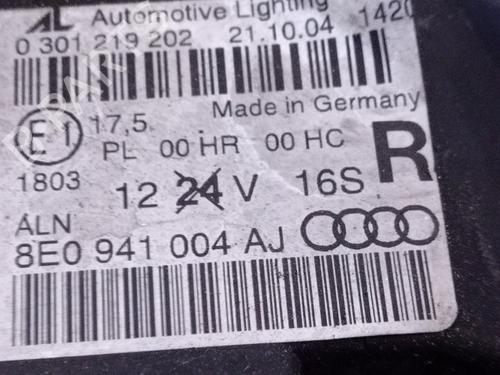 AL Automotive Lighting
0 301 219 202 21.10.04 142
Made in Germany
E1 17,5
PL 00 HR 00 HC R
1803
12 24 V 16S
ALN
8E0 941 004 AJ